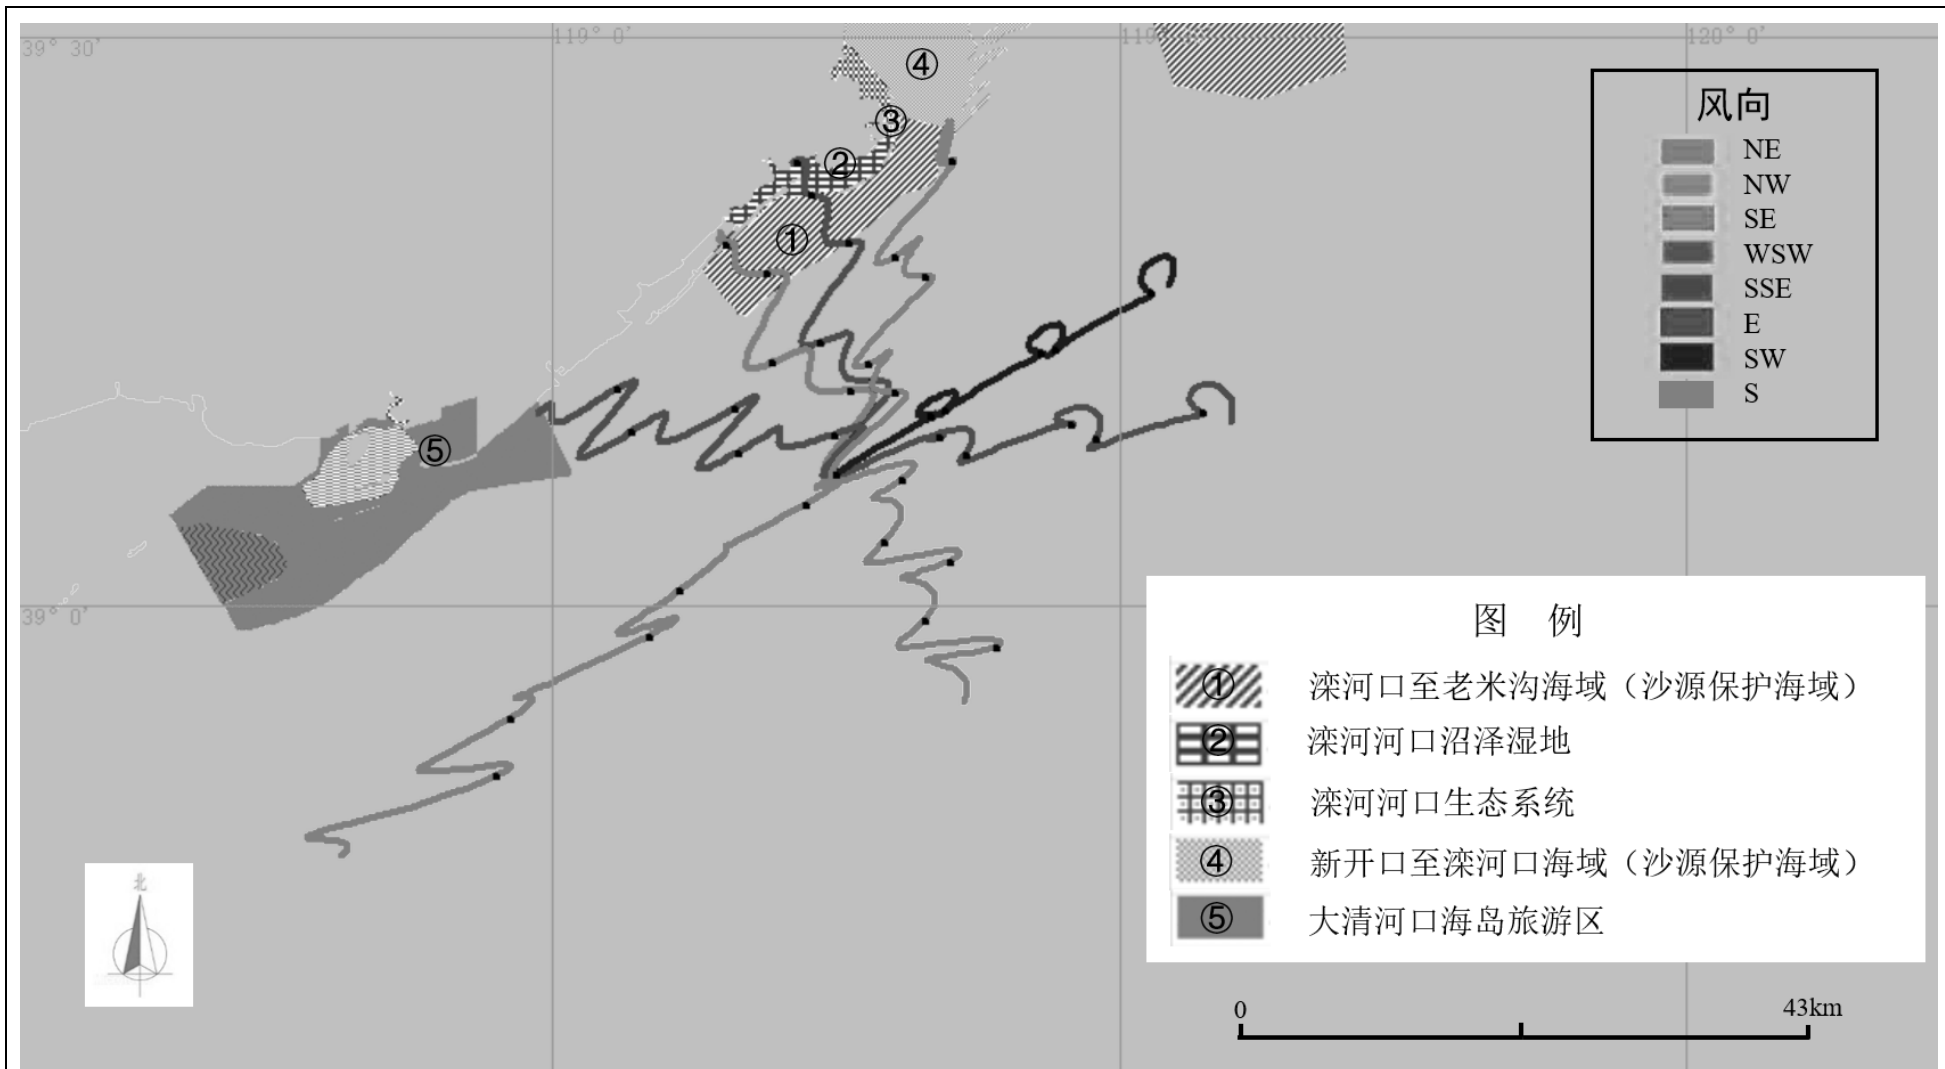 39° 30'
119° 0'
120° 0'
④
③
②
①
⑤
风向
NE
NW
SE
WSW
SSE
E
SW
S
39° 0'
图 例
① 滦河口至老米沟海域（沙源保护海域）
② 滦河河口沼泽湿地
③ 滦河河口生态系统
④ 新开口至滦河口海域（沙源保护海域）
⑤ 大清河口海岛旅游区
北
0 43km